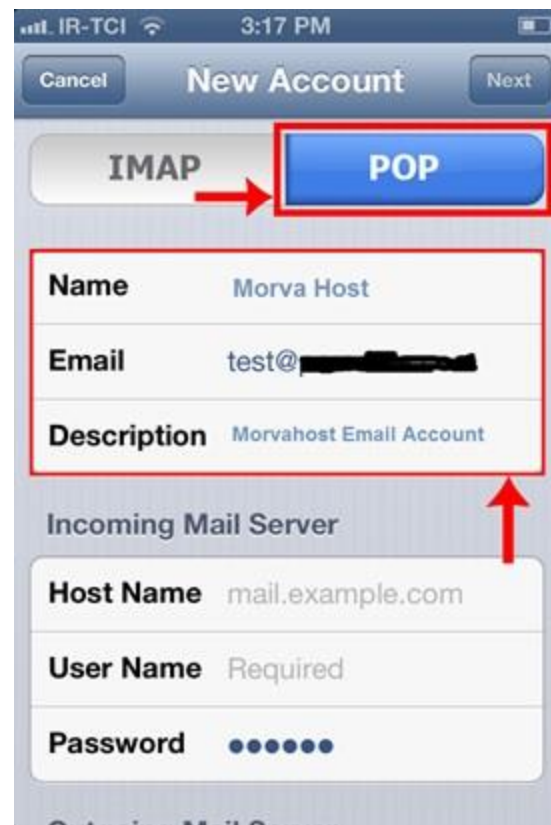 IR-TCI 3:17 PM
Cancel New Account Next
IMAP POP
Name Morva Host
Email test@
Description Morvahost Email Account
Incoming Mail Server
Host Name mail.example.com
User Name Required
Password ●●●●●●